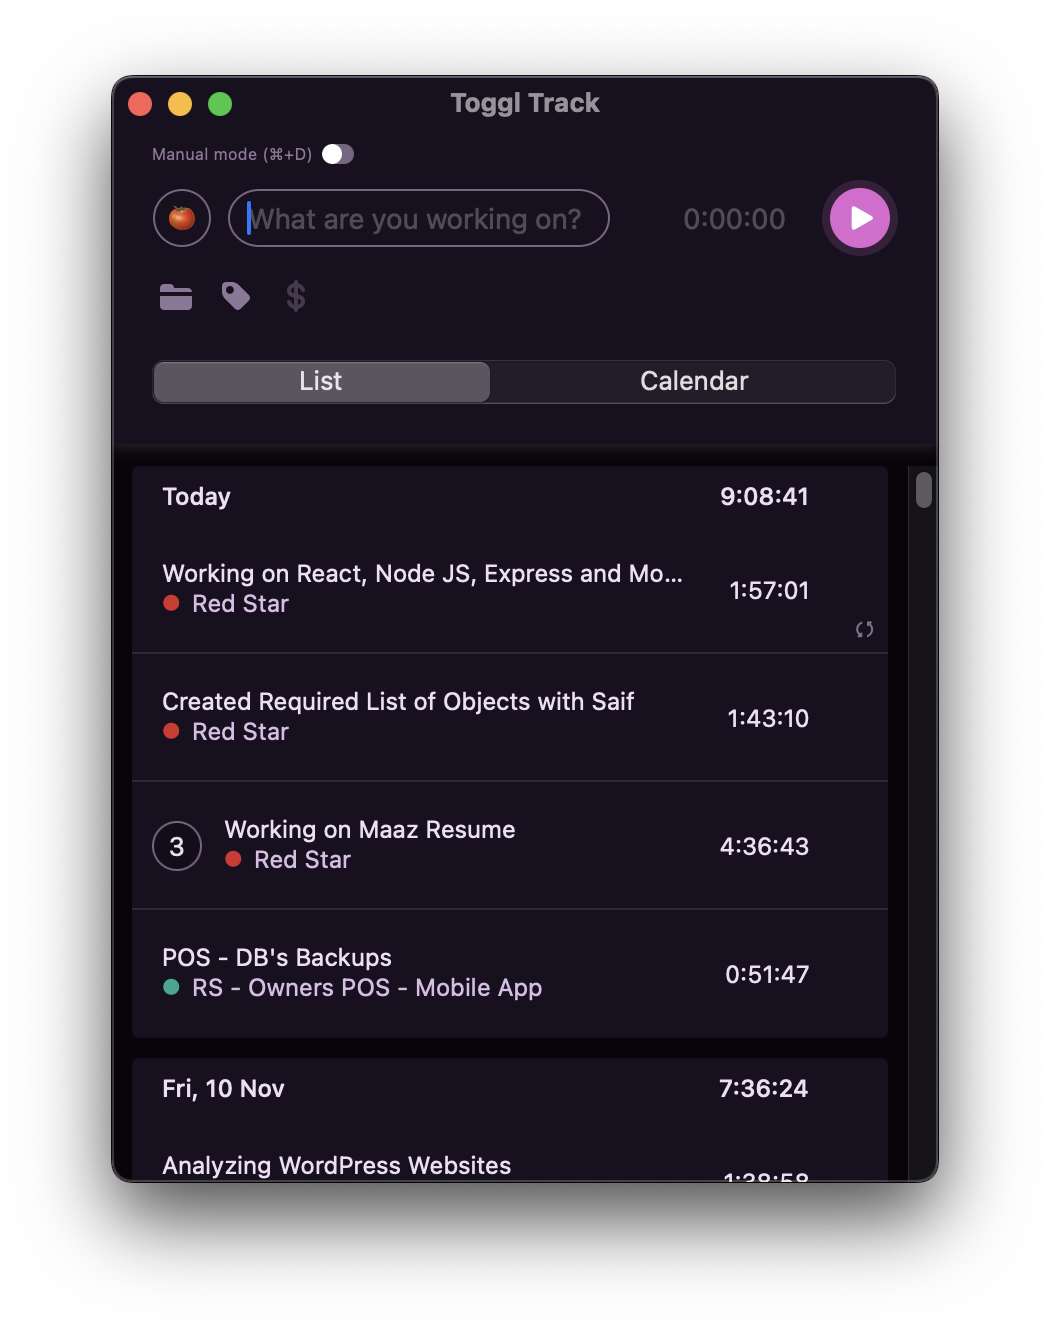 Toggl Track
Manual mode (⌘+D)
What are you working on?
0:00:00
$
List
Calendar
Today
9:08:41
Working on React, Node JS, Express and Mo...
1:57:01
Red Star
Created Required List of Objects with Saif
1:43:10
Red Star
3
Working on Maaz Resume
4:36:43
Red Star
POS - DB's Backups
0:51:47
RS - Owners POS - Mobile App
Fri, 10 Nov
7:36:24
Analyzing WordPress Websites
1:38:58